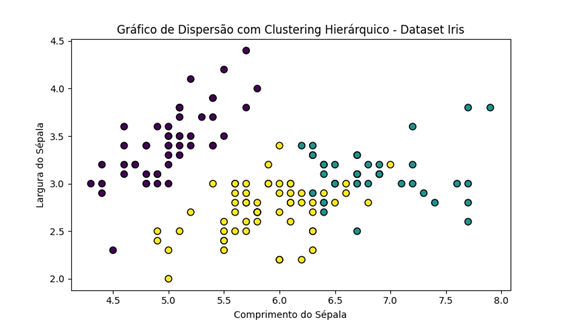 Gráfico de Dispersão com Clustering Hierárquico - Dataset Iris
4.5
4.0
3.5
3.0
2.5
2.0
Largura do Sépala
4.5 5.0 5.5 6.0 6.5 7.0 7.5 8.0
Comprimento do Sépala